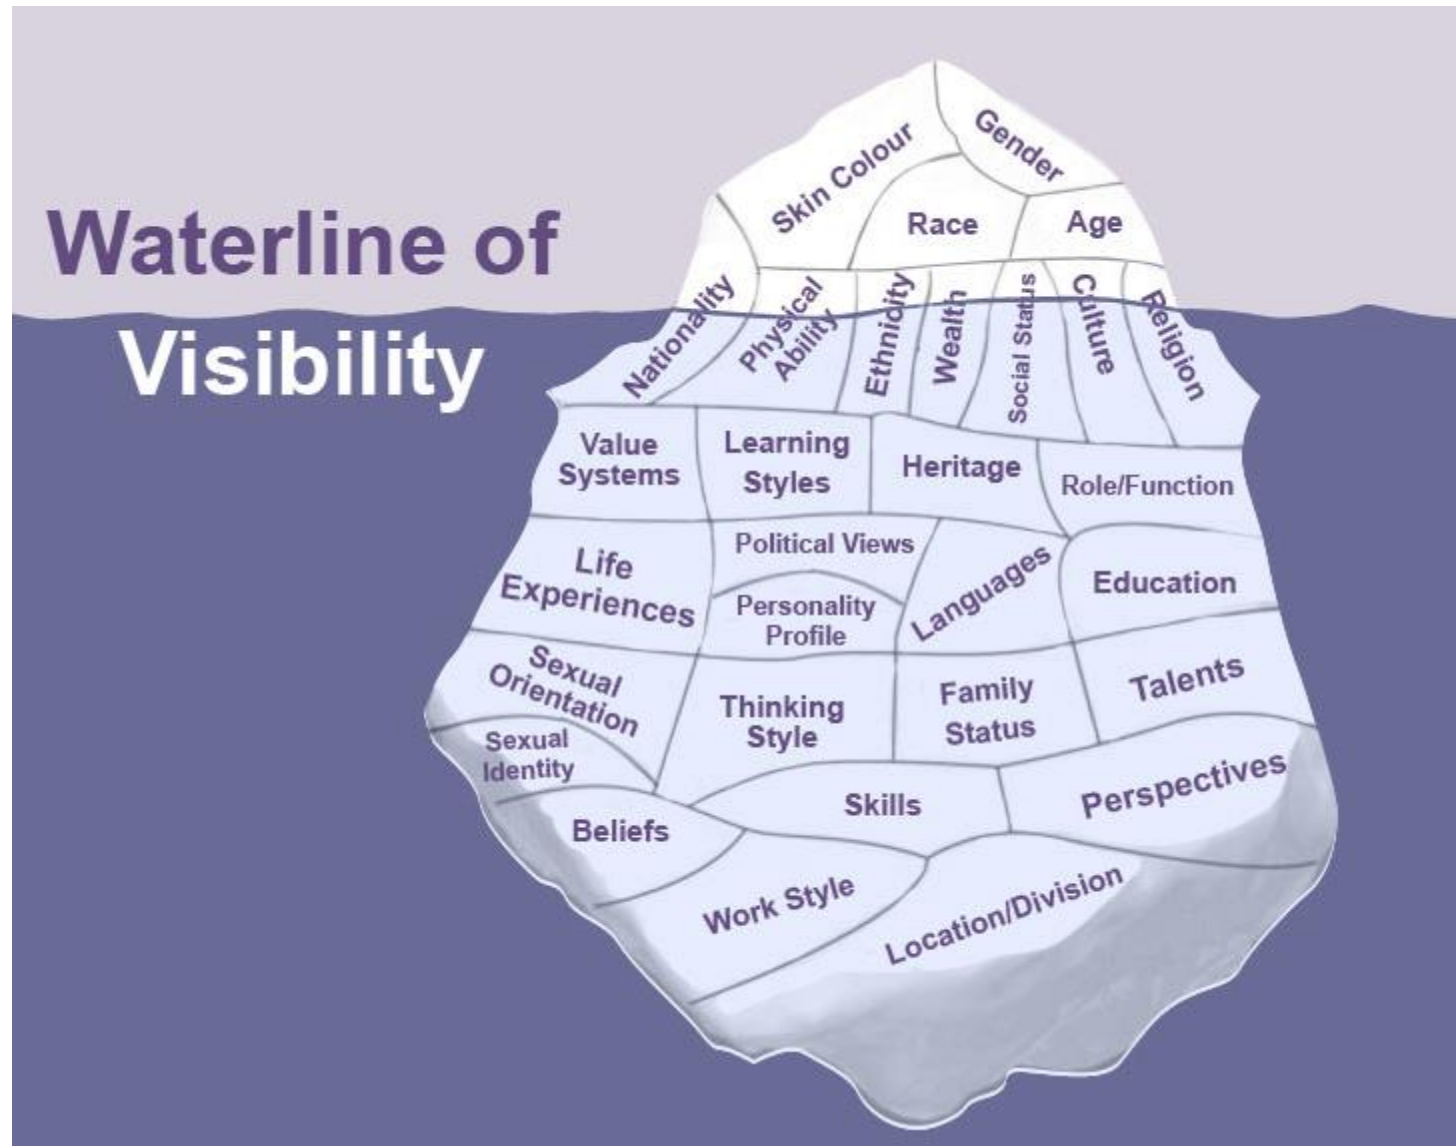 Waterline of
Visibility
Skin Colour
Gender
Race
Age
Nationality
Physical
Ability
Ethnicity
Wealth
Social Status
Culture
Religion
Value
Systems
Learning
Styles
Heritage
Role/Function
Life
Experiences
Political Views
Personality
Profile
Languages
Education
Sexual
Orientation
Sexual
Identity
Thinking
Style
Family
Status
Talents
Beliefs
Skills
Perspectives
Work Style
Location/Division